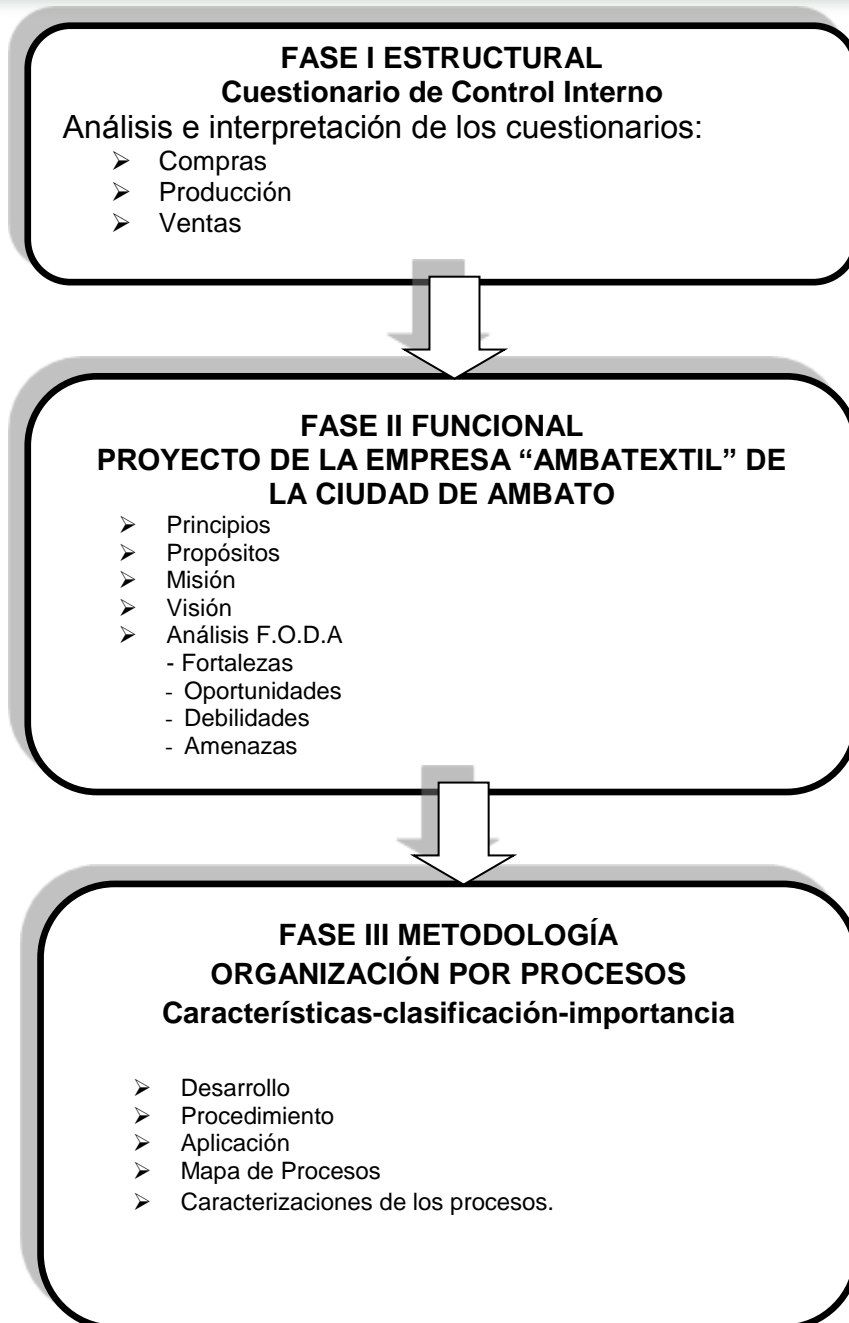 FASE I ESTRUCTURAL
Cuestionario de Control Interno
Análisis e interpretación de los cuestionarios:
➢ Compras
➢ Producción
➢ Ventas
FASE II FUNCIONAL
PROYECTO DE LA EMPRESA “AMBATEXTIL” DE
LA CIUDAD DE AMBATO
➢ Principios
➢ Propósitos
➢ Misión
➢ Visión
➢ Análisis F.O.D.A
- Fortalezas
- Oportunidades
- Debilidades
- Amenazas
FASE III METODOLOGÍA
ORGANIZACIÓN POR PROCESOS
Características-clasificación-importancia
➢ Desarrollo
➢ Procedimiento
➢ Aplicación
➢ Mapa de Procesos
➢ Caracterizaciones de los procesos.